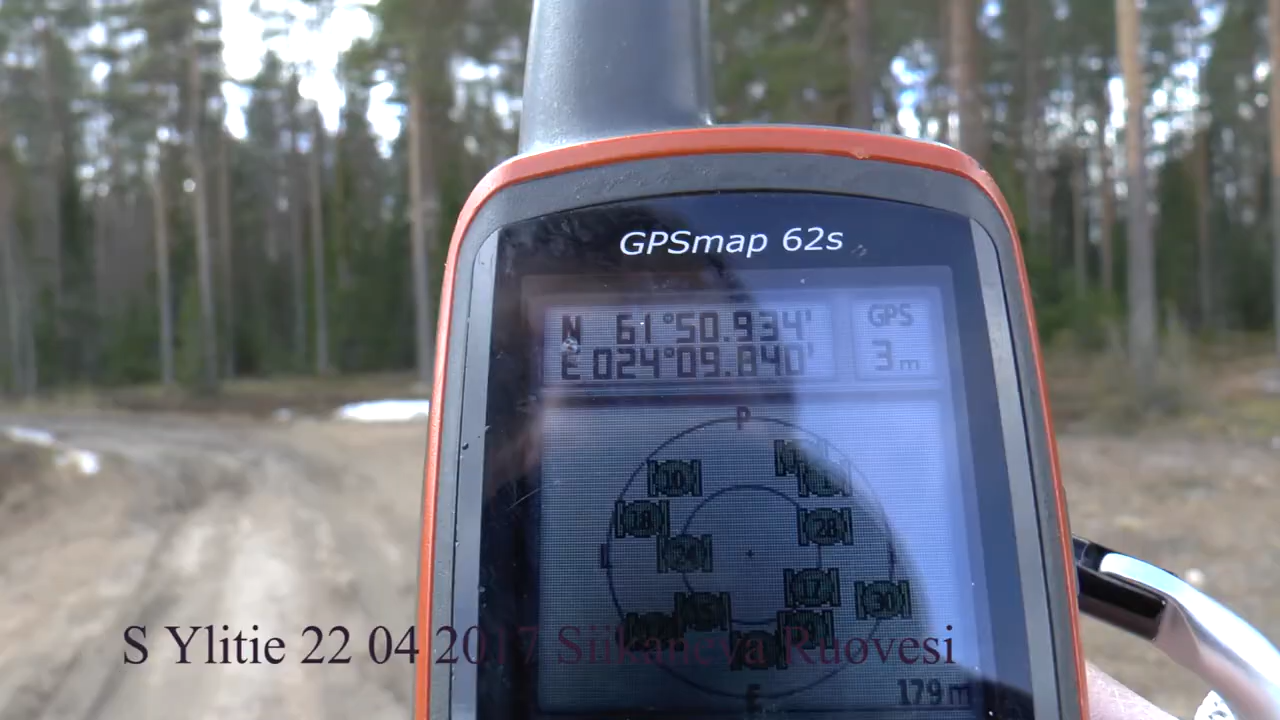 GPSmap 62s
N 61°50.934'
E 024°09.840'
GPS
3m
P
10
18
28
17
30
S Ylitie 22 04 2017 Siikaneva Ruovesi
E
179m